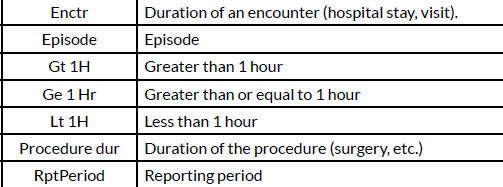 Enctr Duration of an encounter (hospital stay, visit).
Episode Episode
Gt 1H Greater than 1 hour
Ge 1 Hr Greater than or equal to 1 hour
Lt 1H Less than 1 hour
Procedure dur Duration of the procedure (surgery, etc.)
RptPeriod Reporting period